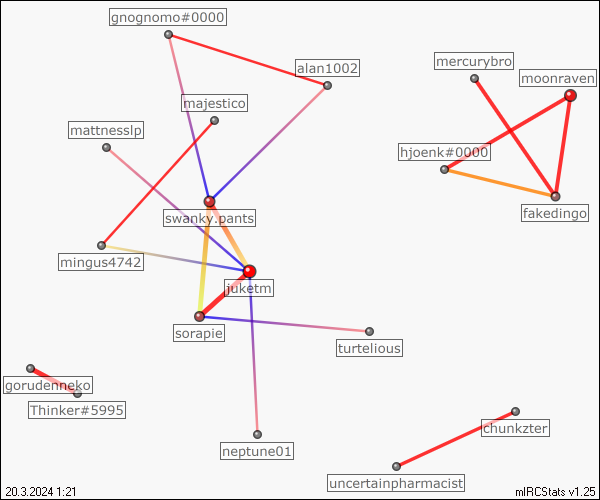 gnognomo#0000
mercurybro
alan1002
moonraven
majestico
mattnesslp
hjoenk#0000
swanky.pants
fakedingo
mingus4742
juketm
sorapie
turtelious
gorudenneko
Thinker#5995
chunkzter
neptune01
uncertainpharmacist
20.3.2024 1:21
mIRCStats v1.25